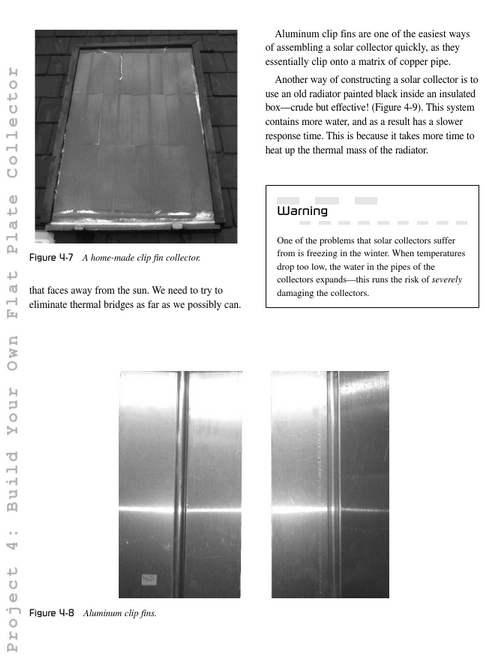 Project 4: Build Your Own Flat Plate Collector
Figure 4-7 A home-made clip fin collector.
that faces away from the sun. We need to try to
eliminate thermal bridges as far as we possibly can.
Aluminum clip fins are one of the easiest ways
of assembling a solar collector quickly, as they
essentially clip onto a matrix of copper pipe.
Another way of constructing a solar collector is to
use an old radiator painted black inside an insulated
box—crude but effective! (Figure 4-9). This system
contains more water, and as a result has a slower
response time. This is because it takes more time to
heat up the thermal mass of the radiator.
Warning
One of the problems that solar collectors suffer
from is freezing in the winter. When temperatures
drop too low, the water in the pipes of the
collectors expands—this runs the risk of severely
damaging the collectors.
Figure 4-8 Aluminum clip fins.